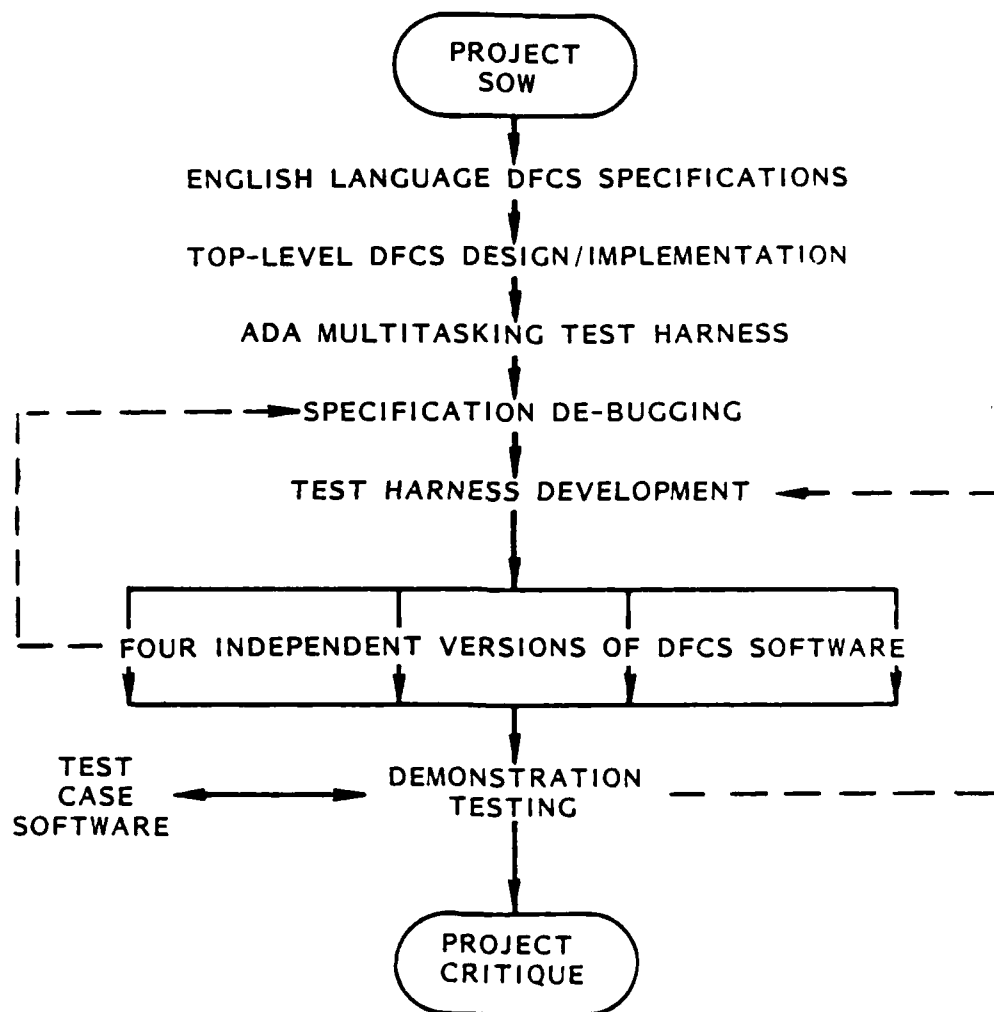 PROJECT
SOW
ENGLISH LANGUAGE DFCS SPECIFICATIONS
TOP-LEVEL DFCS DESIGN/IMPLEMENTATION
ADA MULTITASKING TEST HARNESS
SPECIFICATION DE-BUGGING
TEST HARNESS DEVELOPMENT
FOUR INDEPENDENT VERSIONS OF DFCS SOFTWARE
TEST
CASE
SOFTWARE
DEMONSTRATION
TESTING
PROJECT
CRITIQUE